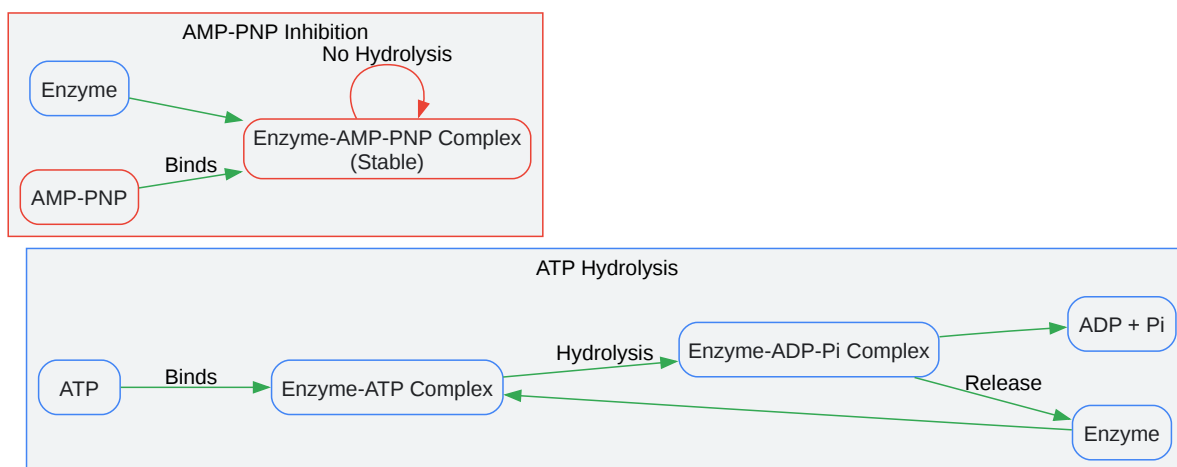 AMP-PNP Inhibition
No Hydrolysis
Enzyme
Enzyme-AMP-PNP Complex
(Stable)
Binds
AMP-PNP
ATP Hydrolysis
ADP + Pi
Hydrolysis
Enzyme-ADP-Pi Complex
ATP
Binds
Enzyme-ATP Complex
Release
Enzyme